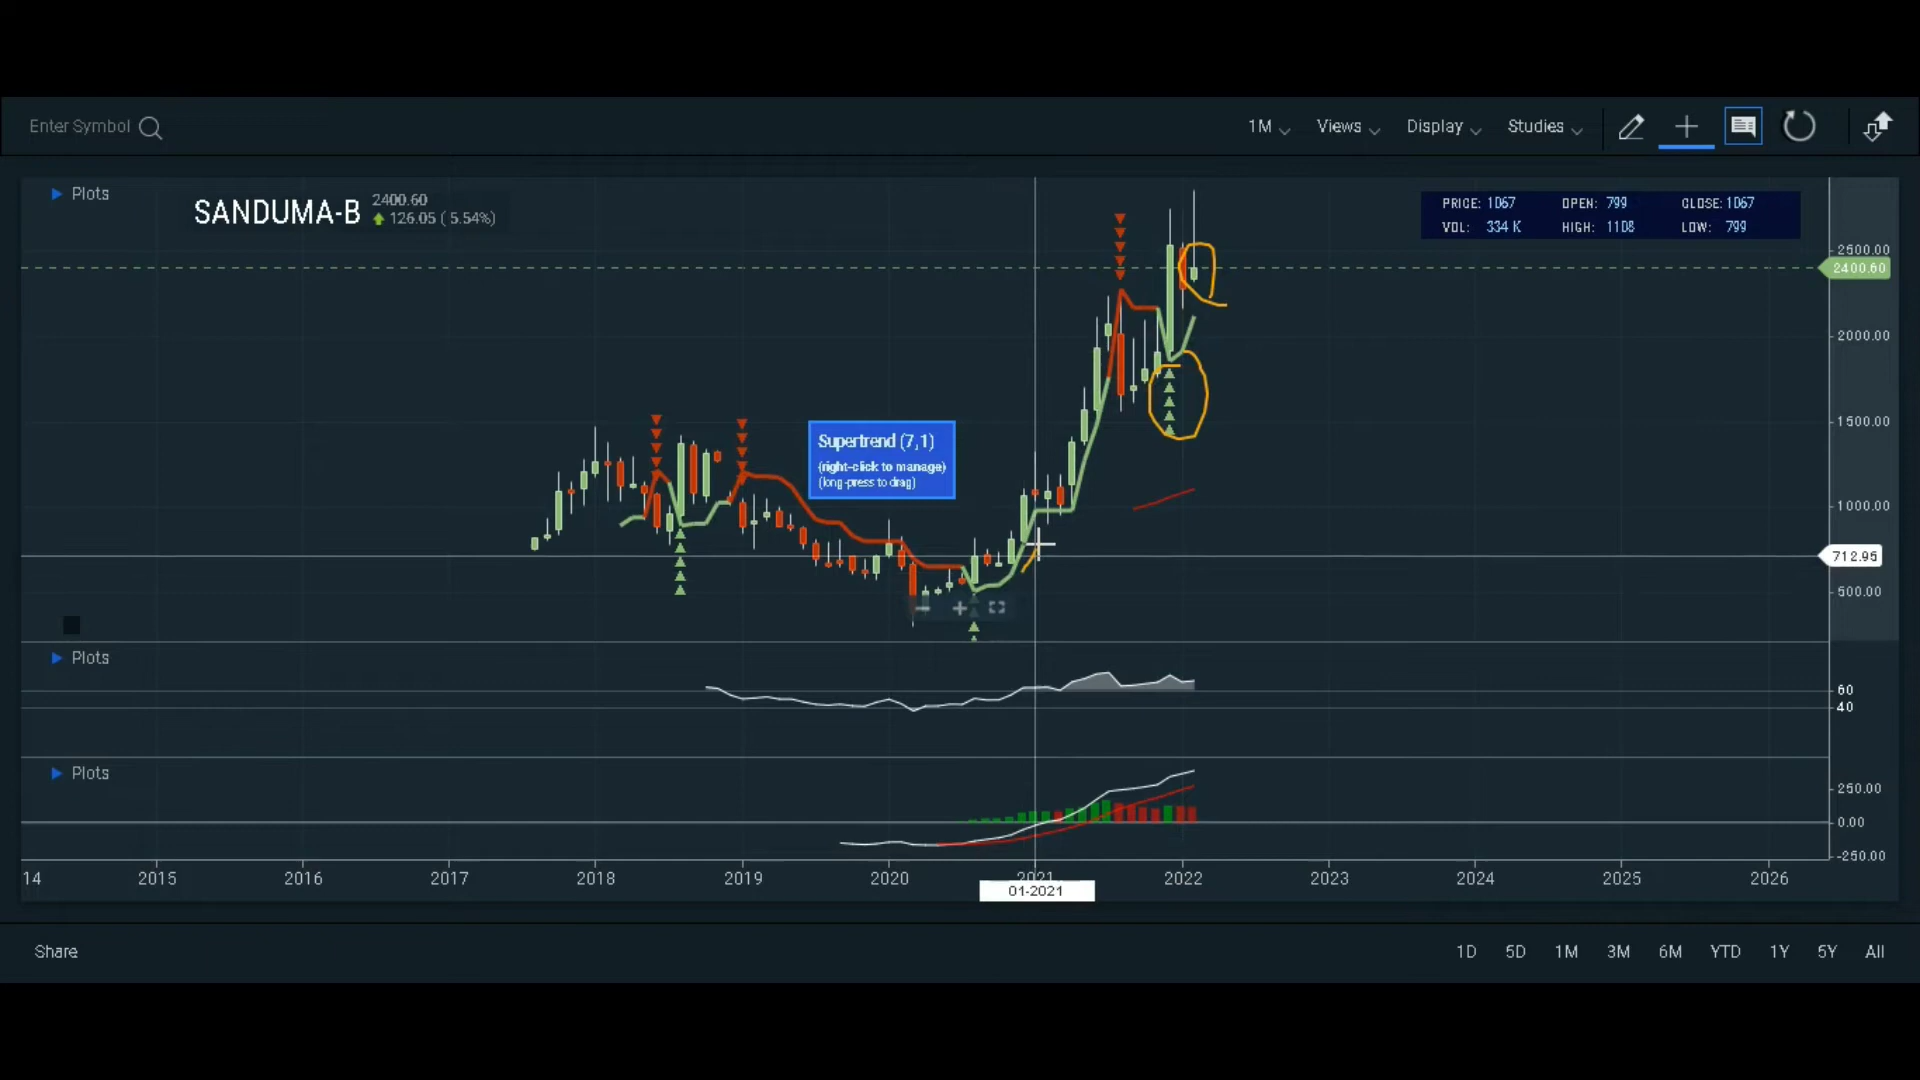 Enter Symbol
1M Views Display Studies
Plots
SANDUMA-B 2400.60
126.05 ( 5.54%)
PRICE: 1067 OPEN: 799 CLOSE: 1067
VOL: 334 K HIGH: 1108 LOW: 799
2500.00
2400.60
2000.00
1500.00
1000.00
712.95
500.00
Supertrend (7,1)
(right-click to manage)
(long-press to drag)
Plots
60
40
Plots
250.00
0.00
-250.00
14 2015 2016 2017 2018 2019 2020 2021 2022 2023 2024 2025 2026
01-2021
Share 1D 5D 1M 3M 6M YTD 1Y 5Y All